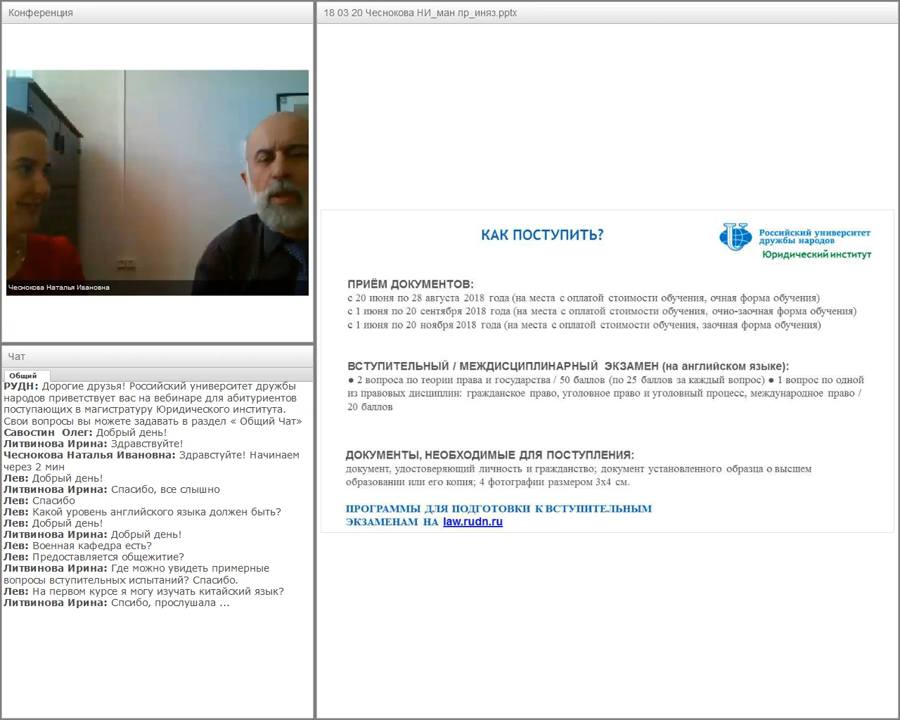 Конференция
Чеснокова Наталья Ивановна
Чат
Общий
РУДН: Дорогие друзья! Российский университет дружбы
народов приветствует вас на вебинаре для абитуриентов
поступающих в магистратуру Юридического института.
Свои вопросы вы можете задавать в раздел « Общий Чат»
Савостин  Олег: Добрый день!
Литвинова Ирина: Здравствуйте!
Чеснокова Наталья Ивановна: Здравстуйте! Начинаем
через 2 мин
Лев: Добрый день!
Литвинова Ирина: Спасибо, все слышно
Лев: Спасибо
Лев: Какой уровень английского языка должен быть?
Лев: Добрый день!
Литвинова Ирина: Добрый день!
Лев: Военная кафедра есть?
Лев: Предоставляется общежитие?
Литвинова Ирина: Где можно увидеть примерные
вопросы вступительных испытаний? Спасибо.
Лев: На первом курсе я могу изучать китайский язык?
Литвинова Ирина: Спсибо, прослушала ...
18 03 20 Чеснокова НИ_ман пр_иняз.pptx
КАК ПОСТУПИТЬ?
Российский университет
дружбы народов
Юридический институт
ПРИЁМ ДОКУМЕНТОВ:
с 20 июня по 28 августа 2018 года (на места с оплатой стоимости обучения, очная форма обучения)
с 1 июня по 20 сентября 2018 года (на места с оплатой стоимости обучения, очно-заочная форма обучения)
с 1 июня по 20 ноября 2018 года (на места с оплатой стоимости обучения, заочная форма обучения)
ВСТУПИТЕЛЬНЫЙ / МЕЖДИСЦИПЛИНАРНЫЙ ЭКЗАМЕН (на английском языке):
● 2 вопроса по теории права и государства / 50 баллов (по 25 баллов за каждый вопрос) ● 1 вопрос по одной
из правовых дисциплин: гражданское право, уголовное право и уголовный процесс, международное право /
20 баллов
ДОКУМЕНТЫ, НЕОБХОДИМЫЕ ДЛЯ ПОСТУПЛЕНИЯ:
документ, удостоверяющий личность и гражданство; документ установленного образца о высшем
образовании или его копия; 4 фотографии размером 3х4 см.
ПРОГРАММЫ ДЛЯ ПОДГОТОВКИ К ВСТУПИТЕЛЬНЫМ
ЭКЗАМЕНАМ НА law.rudn.ru